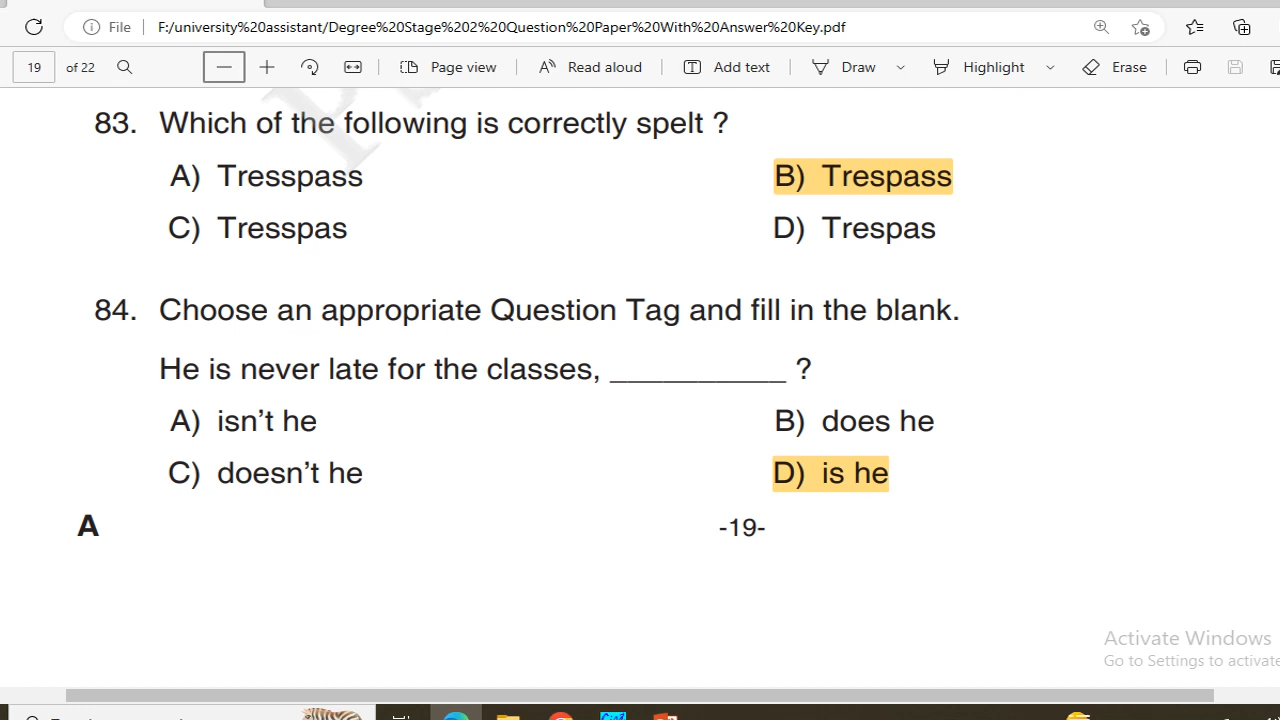 File F:/university%20assistant/Degree%20Stage%202%20Question%20Paper%20With%20Answer%20Key.pdf
19 of 22 Page view Read aloud Add text Draw Highlight Erase
83. Which of the following is correctly spelt ?
A) Tresspass B) Trespass
C) Tresspas D) Trespas
84. Choose an appropriate Question Tag and fill in the blank.
He is never late for the classes, __________ ?
A) isn't he B) does he
C) doesn't he D) is he
A -19-
Activate Windows
Go to Settings to activate